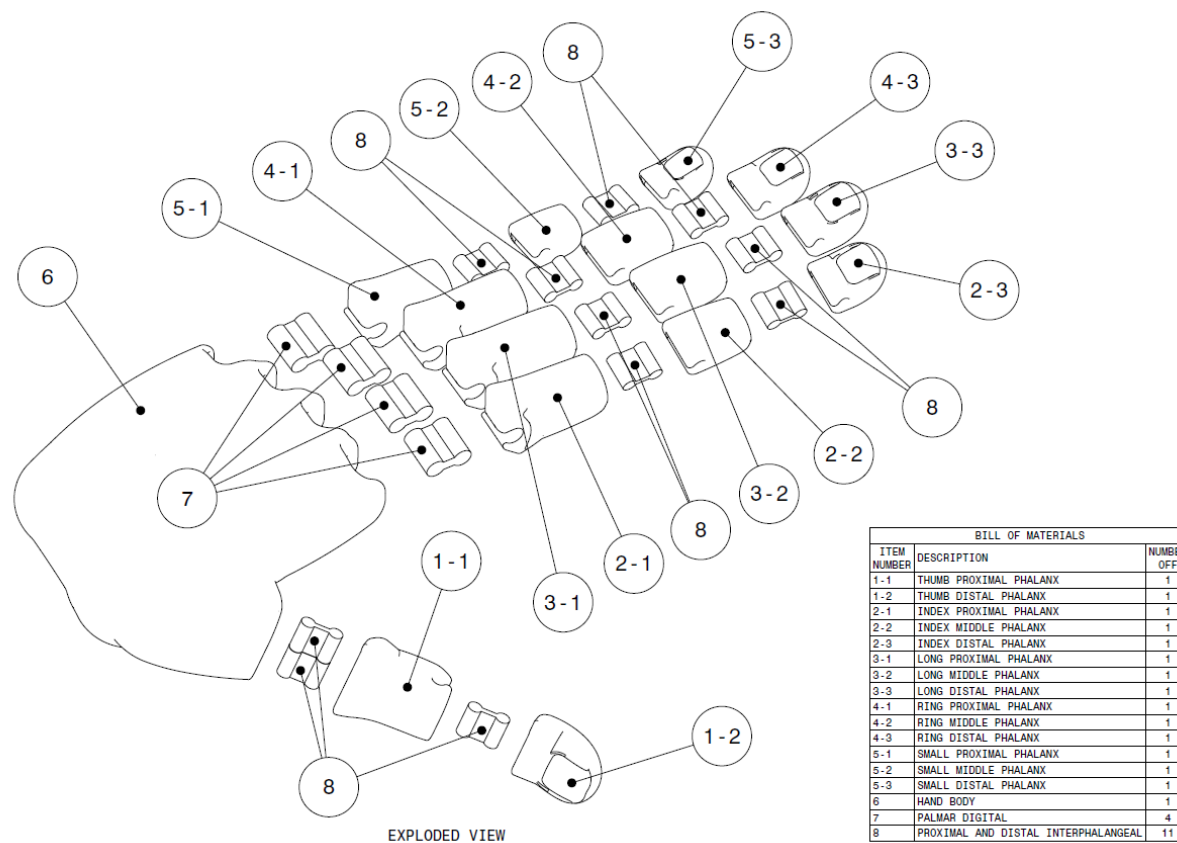 8
5-3
4-2
4-3
5-2
8
3-3
8
4-1
5-1
6
2-3
8
2-2
7
3-2
8
1-1
2-1
3-1
1-2
8
EXPLODED VIEW
BILL OF MATERIALS
ITEM NUMBER DESCRIPTION NUMBE OFF
1-1 THUMB PROXIMAL PHALANX 1
1-2 THUMB DISTAL PHALANX 1
2-1 INDEX PROXIMAL PHALANX 1
2-2 INDEX MIDDLE PHALANX 1
2-3 INDEX DISTAL PHALANX 1
3-1 LONG PROXIMAL PHALANX 1
3-2 LONG MIDDLE PHALANX 1
3-3 LONG DISTAL PHALANX 1
4-1 RING PROXIMAL PHALANX 1
4-2 RING MIDDLE PHALANX 1
4-3 RING DISTAL PHALANX 1
5-1 SMALL PROXIMAL PHALANX 1
5-2 SMALL MIDDLE PHALANX 1
5-3 SMALL DISTAL PHALANX 1
6 HAND BODY 1
7 PALMAR DIGITAL 4
8 PROXIMAL AND DISTAL INTERPHALANGEAL 11